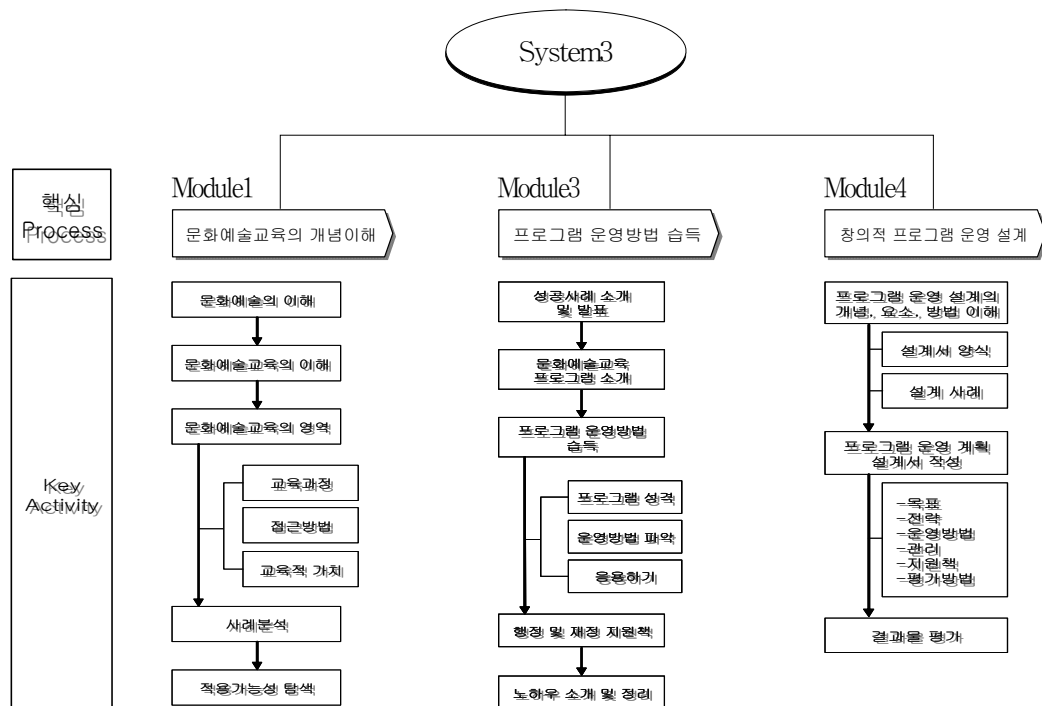 System3
핵심
Process
Module1
문화예술교육의 개념이해
Module3
프로그램 운영방법 습득
Module4
창의적 프로그램 운영 설계
Key
Activity
문화예술의 이해
문화예술교육의 이해
문화예술교육의 영역
교육과정
접근방법
교육적 가치
사례분석
적용가능성 탐색
성공사례 소개
및 발표
문화예술교육
프로그램 소개
프로그램 운영방법
습득
프로그램 성격
운영방법 파악
응용하기
행정 및 재정 지원책
노하우 소개 및 정리
프로그램 운영 설계의
개념, 요소, 방법 이해
설계서 양식
설계 사례
프로그램 운영 계획
설계서 작성
-목표
-전략
-운영방법
-관리
-지원책
-평가방법
결과물 평가